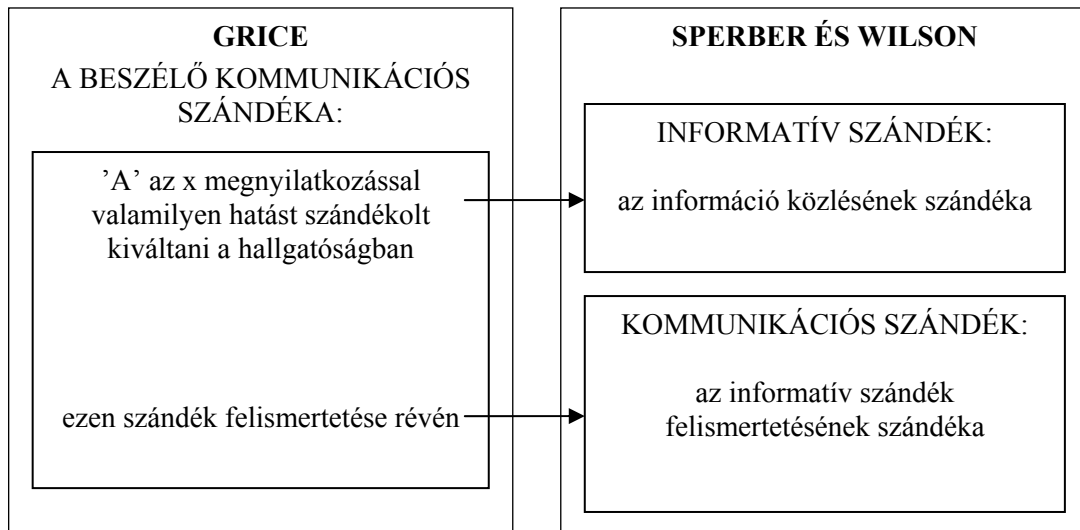 GRICE
A BESZÉLŐ KOMMUNIKÁCIÓS
SZÁNDÉKA:
’A’ az x megnyilatkozással
valamilyen hatást szándékolt
kiváltani a hallgatóságban
ezen szándék felismertetése révén
SPERBER ÉS WILSON
INFORMATÍV SZÁNDÉK:
az információ közlésének szándéka
KOMMUNIKÁCIÓS SZÁNDÉK:
az informatív szándék
felismertetésének szándéka